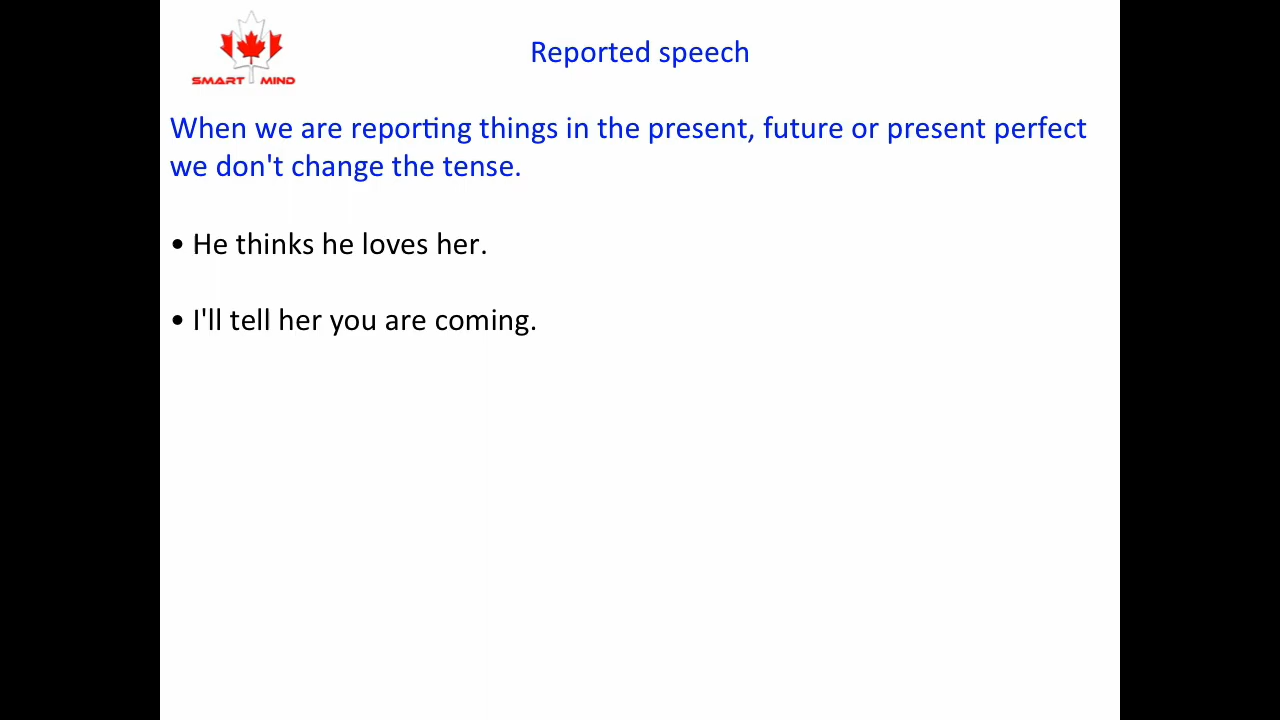 SMART MIND
Reported speech
When we are reporting things in the present, future or present perfect
we don't change the tense.
• He thinks he loves her.
• I'll tell her you are coming.